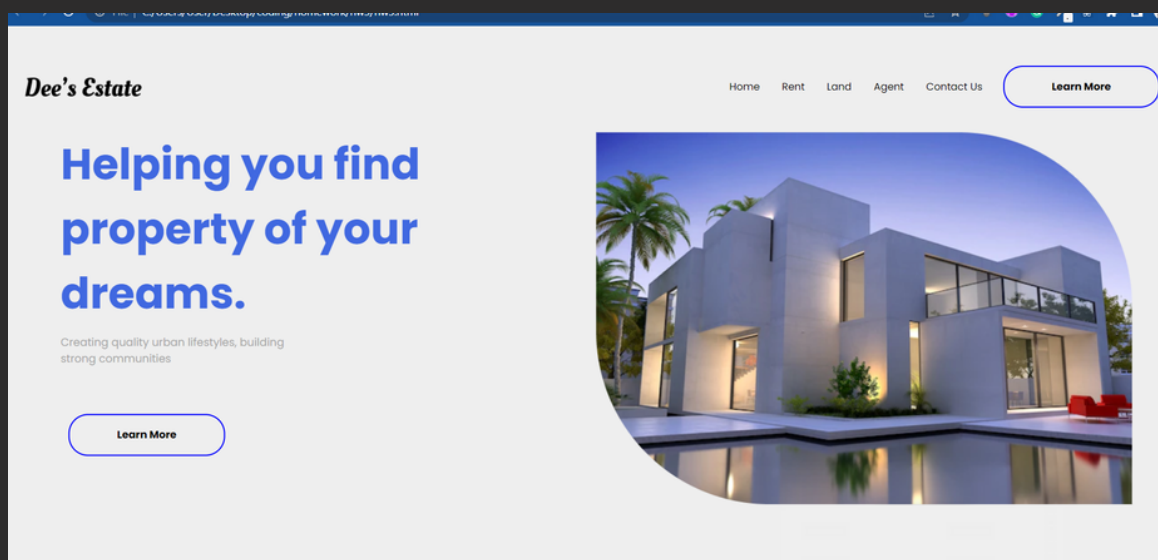 Dee's Estate
Home Rent Land Agent Contact Us Learn More
Helping you find
property of your
dreams.
Creating quality urban lifestyles, building
strong communities
Learn More